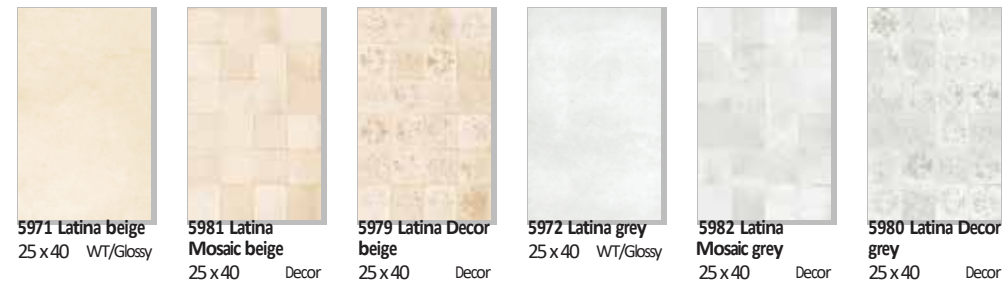 5971 Latina beige
25 x 40 WT/Glossy
5981 Latina
Mosaic beige
25 x 40 Decor
5979 Latina Decor
beige
25 x 40 Decor
5972 Latina grey
25 x 40 WT/Glossy
5982 Latina
Mosaic grey
25 x 40 Decor
5980 Latina Decor
grey
25 x 40 Decor